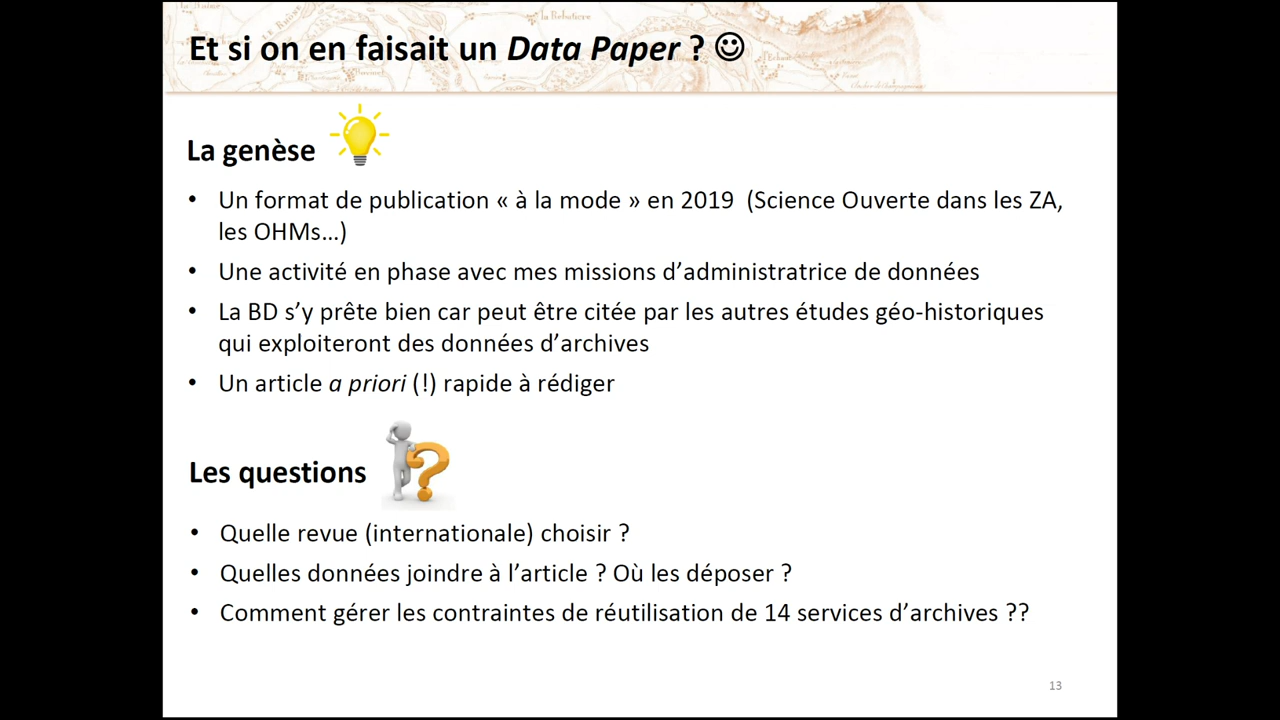 Et si on en faisait un Data Paper ? ☺
La genèse
• Un format de publication « à la mode » en 2019 (Science Ouverte dans les ZA,
les OHMs…)
• Une activité en phase avec mes missions d’administratrice de données
• La BD s’y prête bien car peut être citée par les autres études géo-historiques
qui exploiteront des données d’archives
• Un article a priori (!) rapide à rédiger
Les questions
• Quelle revue (internationale) choisir ?
• Quelles données joindre à l’article ? Où les déposer ?
• Comment gérer les contraintes de réutilisation de 14 services d’archives ??
13